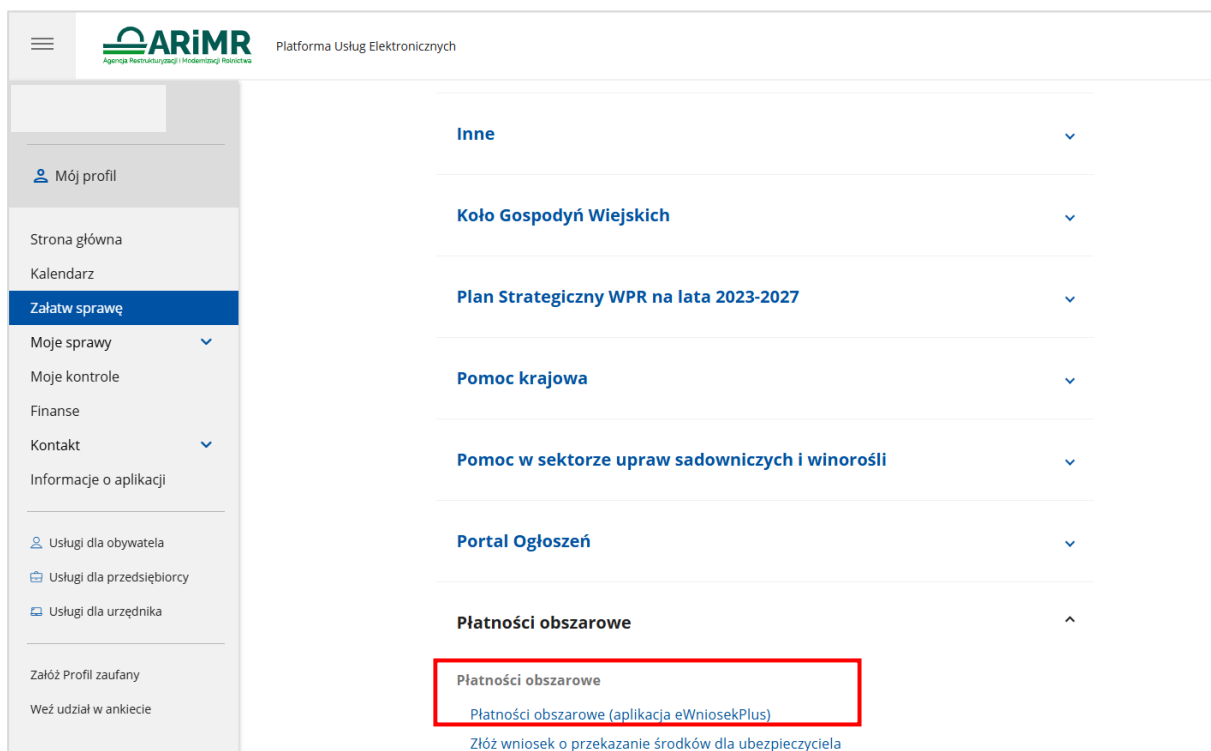 ARiMR
Agencja Restrukturyzacji i Modernizacji Rolnictwa
Platforma Usług Elektronicznych
Mój profil
Strona główna
Kalendarz
Załatw sprawę
Moje sprawy
Moje kontrole
Finanse
Kontakt
Informacje o aplikacji
Usługi dla obywatela
Usługi dla przedsiębiorcy
Usługi dla urzędnika
Załóż Profil zaufany
Weź udział w ankiecie
Inne
Koło Gospodyń Wiejskich
Plan Strategiczny WPR na lata 2023-2027
Pomoc krajowa
Pomoc w sektorze upraw sadowniczych i winorośli
Portal Ogłoszeń
Płatności obszarowe
Płatności obszarowe
Płatności obszarowe (aplikacja eWniosekPlus)
Złóż wniosek o przekazanie środków dla ubezpieczyciela